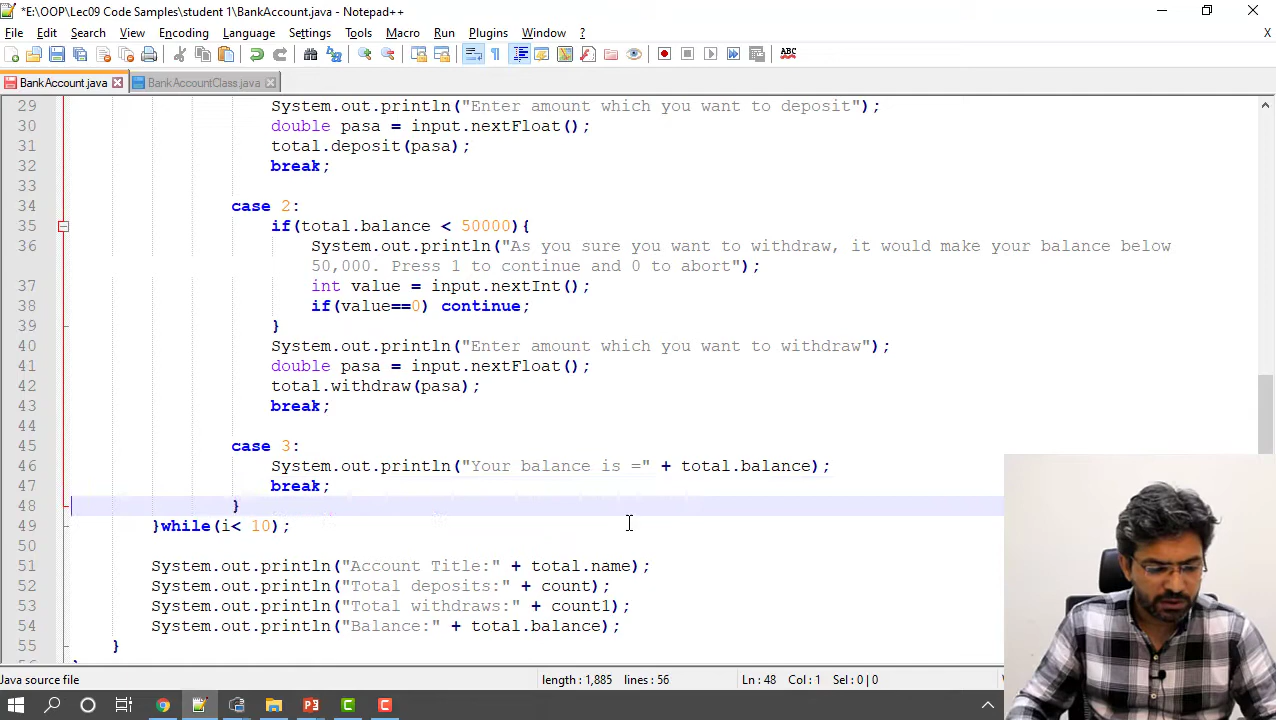 *E:\OOP\Lec09 Code Samples\student 1\BankAccount.java - Notepad++
File Edit Search View Encoding Language Settings Tools Macro Run Plugins Window ? X
BankAccount.java BankAccountClass.java
29 System.out.println("Enter amount which you want to deposit");
30 double pasa = input.nextFloat();
31 total.deposit(pasa);
32 break;
33
34 case 2:
35 if(total.balance < 50000){
36 System.out.println("As you sure you want to withdraw, it would make your balance below
50,000. Press 1 to continue and 0 to abort");
37 int value = input.nextInt();
38 if(value==0) continue;
39 }
40 System.out.println("Enter amount which you want to withdraw");
41 double pasa = input.nextFloat();
42 total.withdraw(pasa);
43 break;
44
45 case 3:
46 System.out.println("Your balance is =" + total.balance);
47 break;
48 }
49 }while(i< 10);
50
51 System.out.println("Account Title:" + total.name);
52 System.out.println("Total deposits:" + count);
53 System.out.println("Total withdraws:" + count1);
54 System.out.println("Balance:" + total.balance);
55 }
Java source file length : 1,885 lines : 56 Ln : 48 Col : 1 Sel : 0 | 0